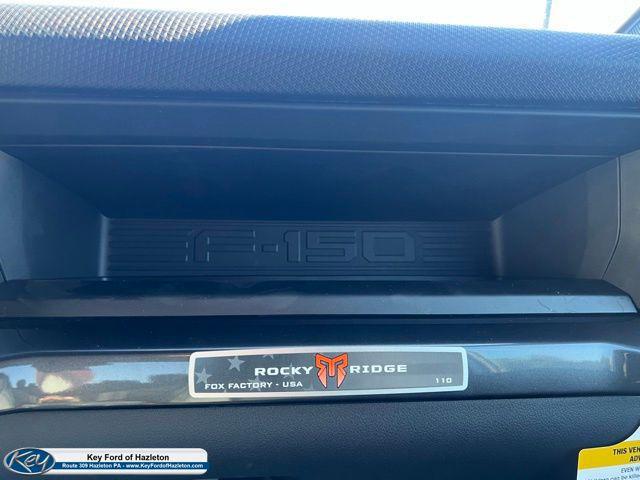 F-150
ROCKY RIDGE
FOX FACTORY • USA
110
Key
Key Ford of Hazleton
Route 309 Hazleton PA - www.KeyFordofHazleton.com
THIS VEH
EVEN W